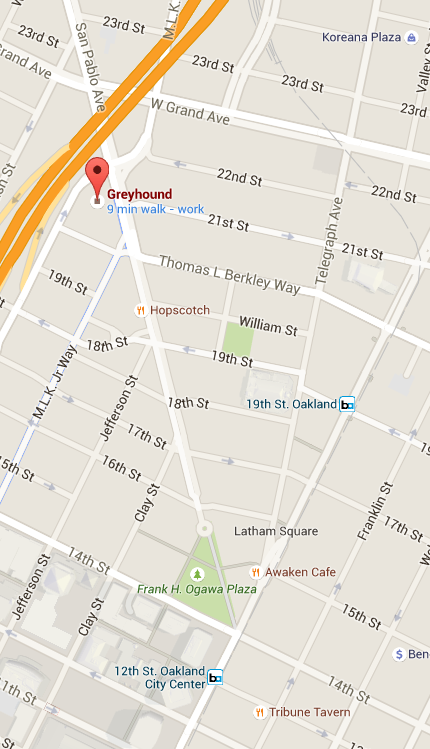 23rd St
M.L.K.
23rd St
San Pablo Ave
Koreana Plaza
Grand Ave
23rd St
23rd St
Valley St
W Grand Ave
23rd
22nd St
22nd St
Greyhound
9 min walk - work
21st St
21st St
Telegraph Ave
Thomas L Berkley Way
19th St
Hopscotch
William St
18th St
19th St
M.L.K. Jr Way
Jefferson St
18th St
19th St. Oakland
17th St
15th St
16th St
Clay St
Franklin St
17th St
Latham Square
14th St
Awaken Cafe
Frank H. Ogawa Plaza
Jefferson St
Clay St
15th St
12th St. Oakland
City Center
Ben
11th St
14th St
Tribune Tavern